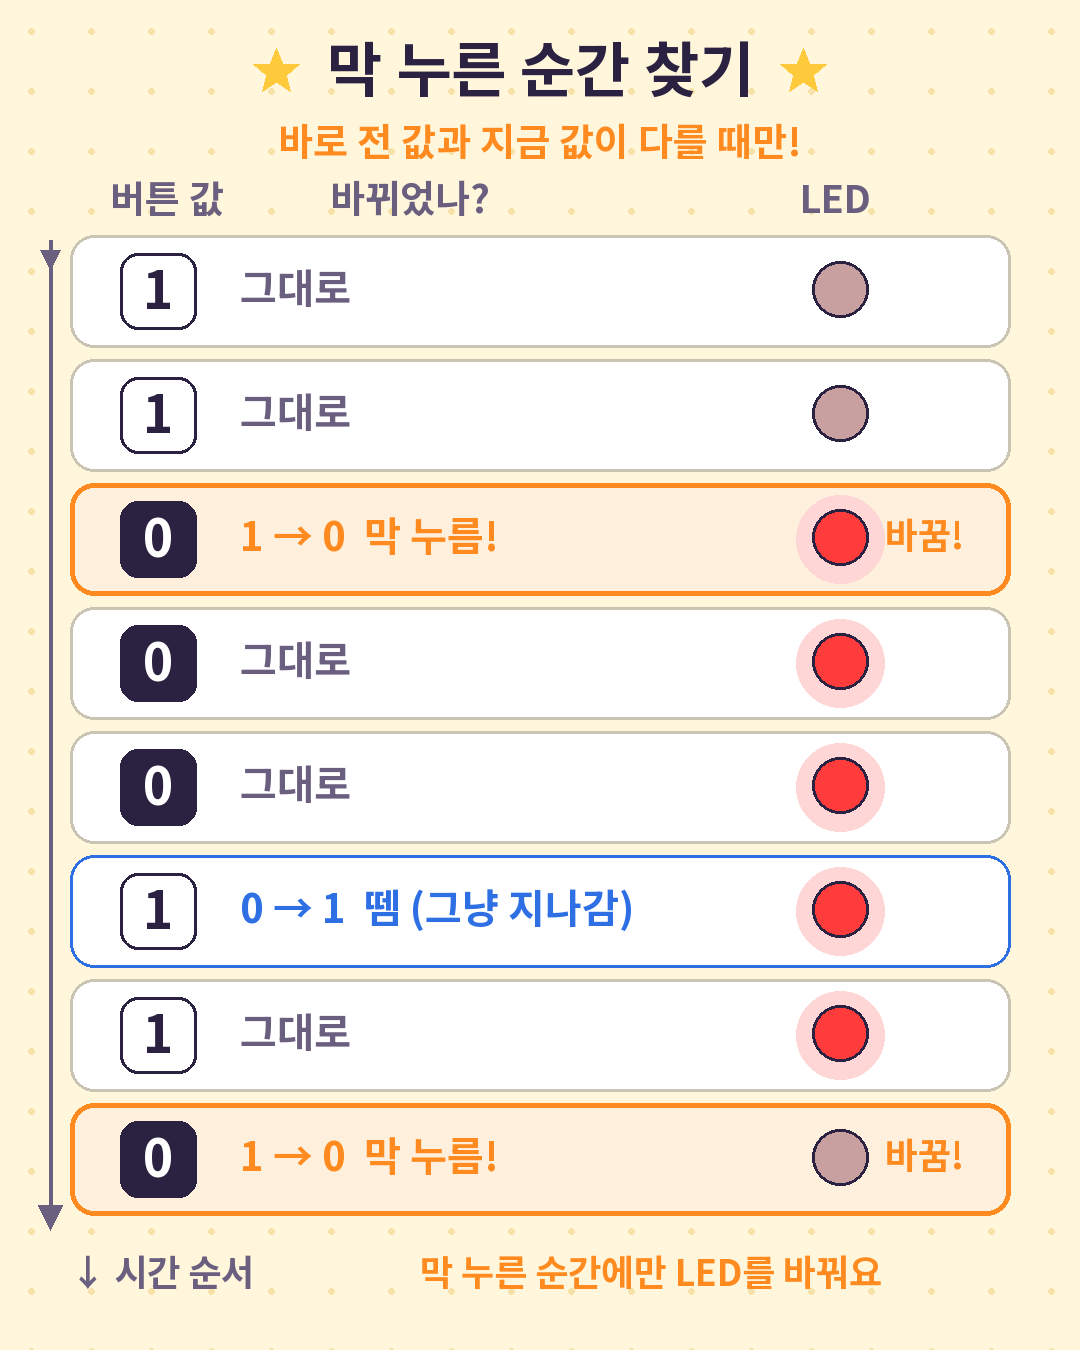 막 누른 순간 찾기
바로 전 값과 지금 값이 다를 때만!
버튼 값 바뀌었나? LED
1 그대로
1 그대로
0 1 → 0 막 누름! 바꿈!
0 그대로
0 그대로
1 0 → 1 뗌 (그냥 지나감)
1 그대로
0 1 → 0 막 누름! 바꿈!
↓ 시간 순서 막 누른 순간에만 LED를 바꿔요